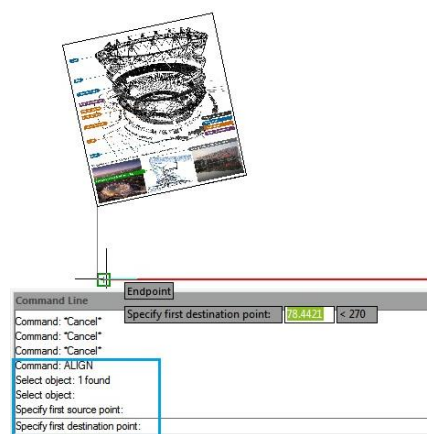 Endpoint
Specify first destination point: 78.4421 < 270
Command Line
Command: *Cancel*
Command: *Cancel*
Command: *Cancel*
Command: ALIGN
Select object: 1 found
Select object:
Specify first source point:
Specify first destination point: